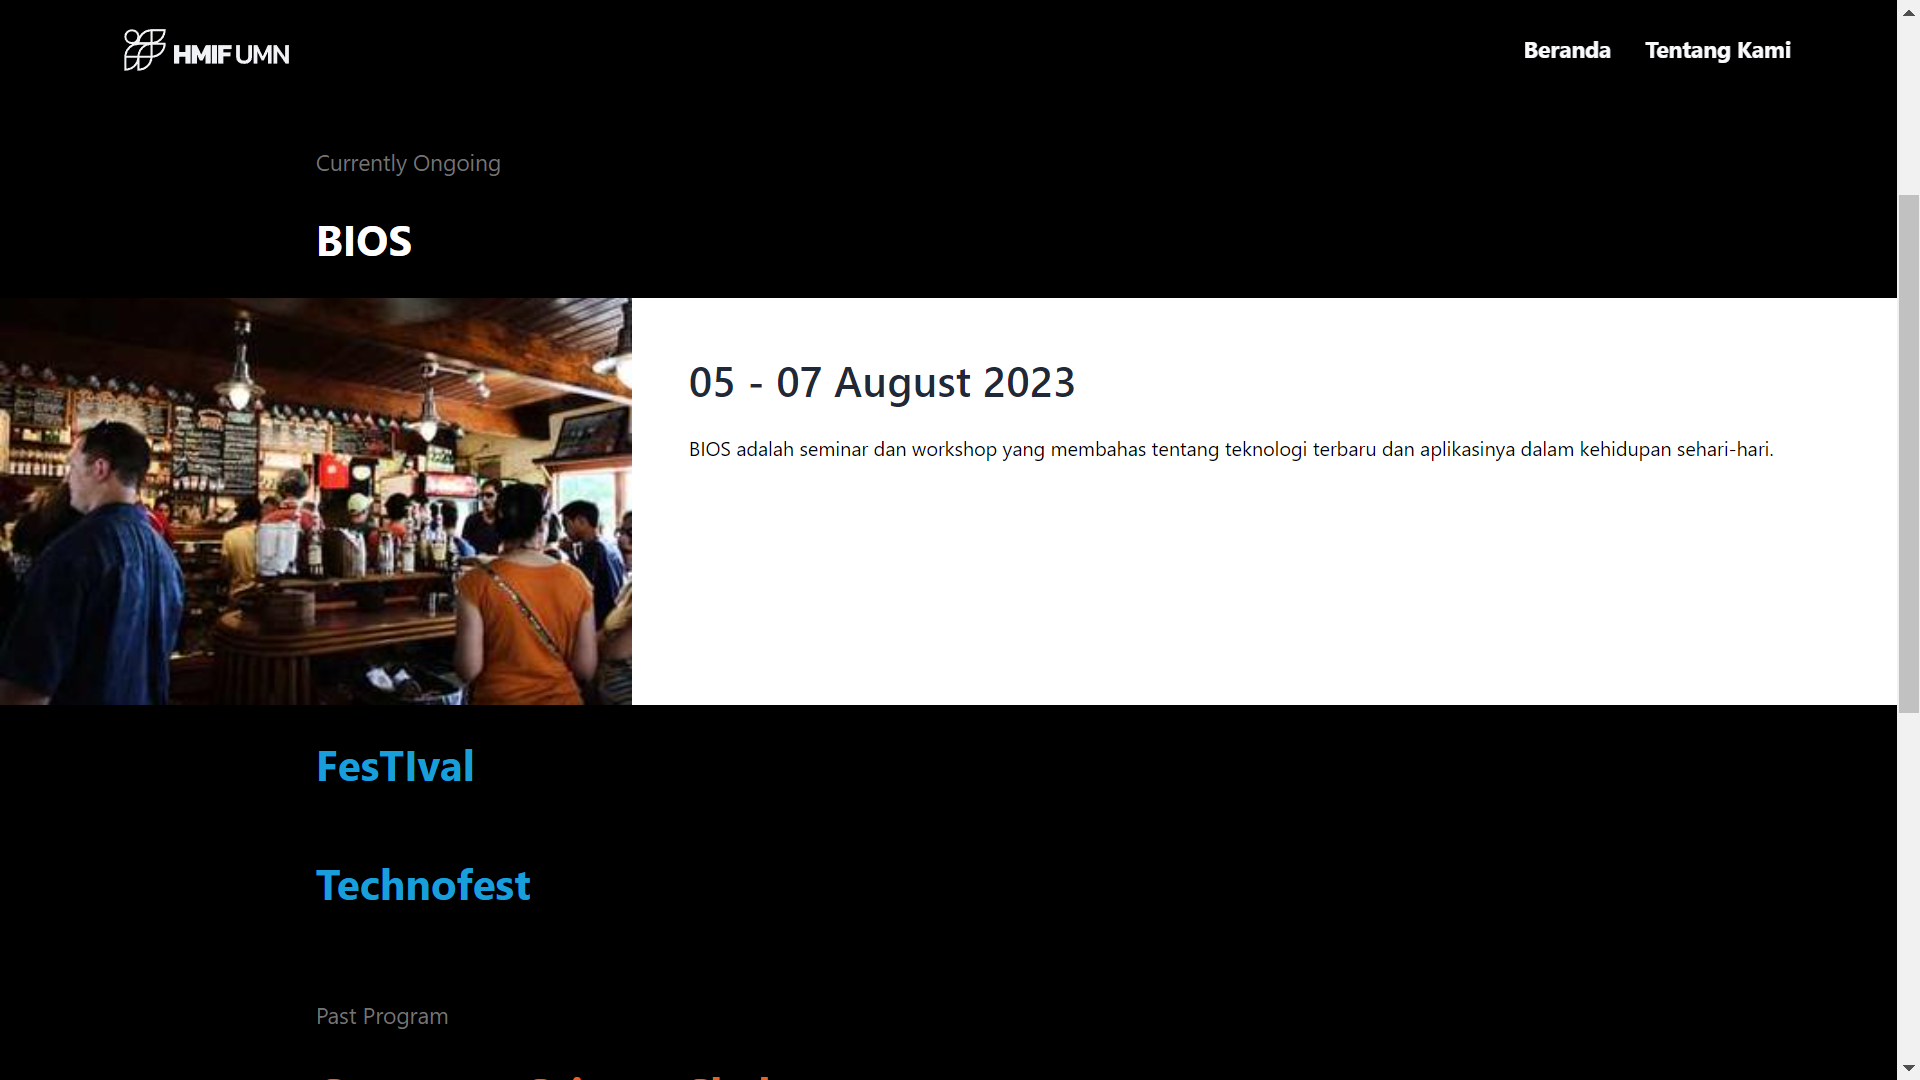 HMIF UMN
Beranda
Tentang Kami
Currently Ongoing
BIOS
05 - 07 August 2023
BIOS adalah seminar dan workshop yang membahas tentang teknologi terbaru dan aplikasinya dalam kehidupan sehari-hari.
FesTIval
Technofest
Past Program